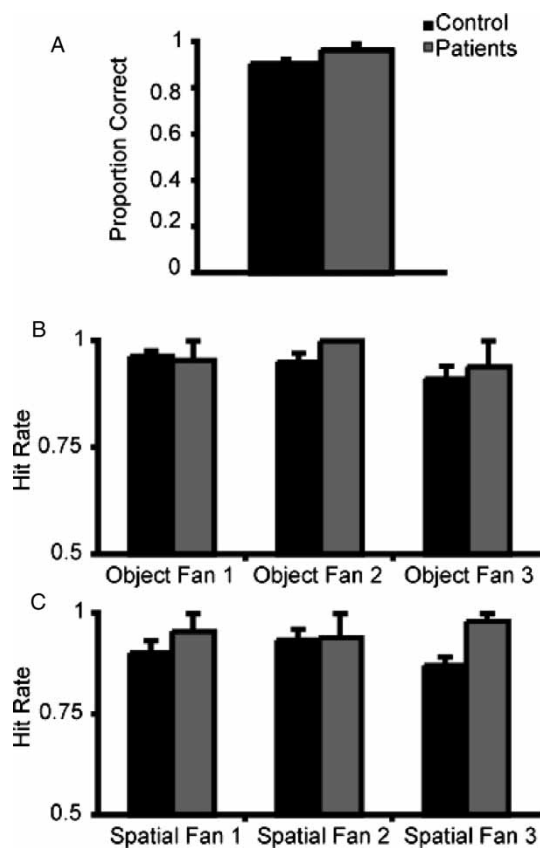 A
Control
Patients
Proportion Correct
1
0.8
0.6
0.4
0.2
0
B
Hit Rate
1
0.75
0.5
Object Fan 1 Object Fan 2 Object Fan 3
C
Hit Rate
1
0.75
0.5
Spatial Fan 1 Spatial Fan 2 Spatial Fan 3